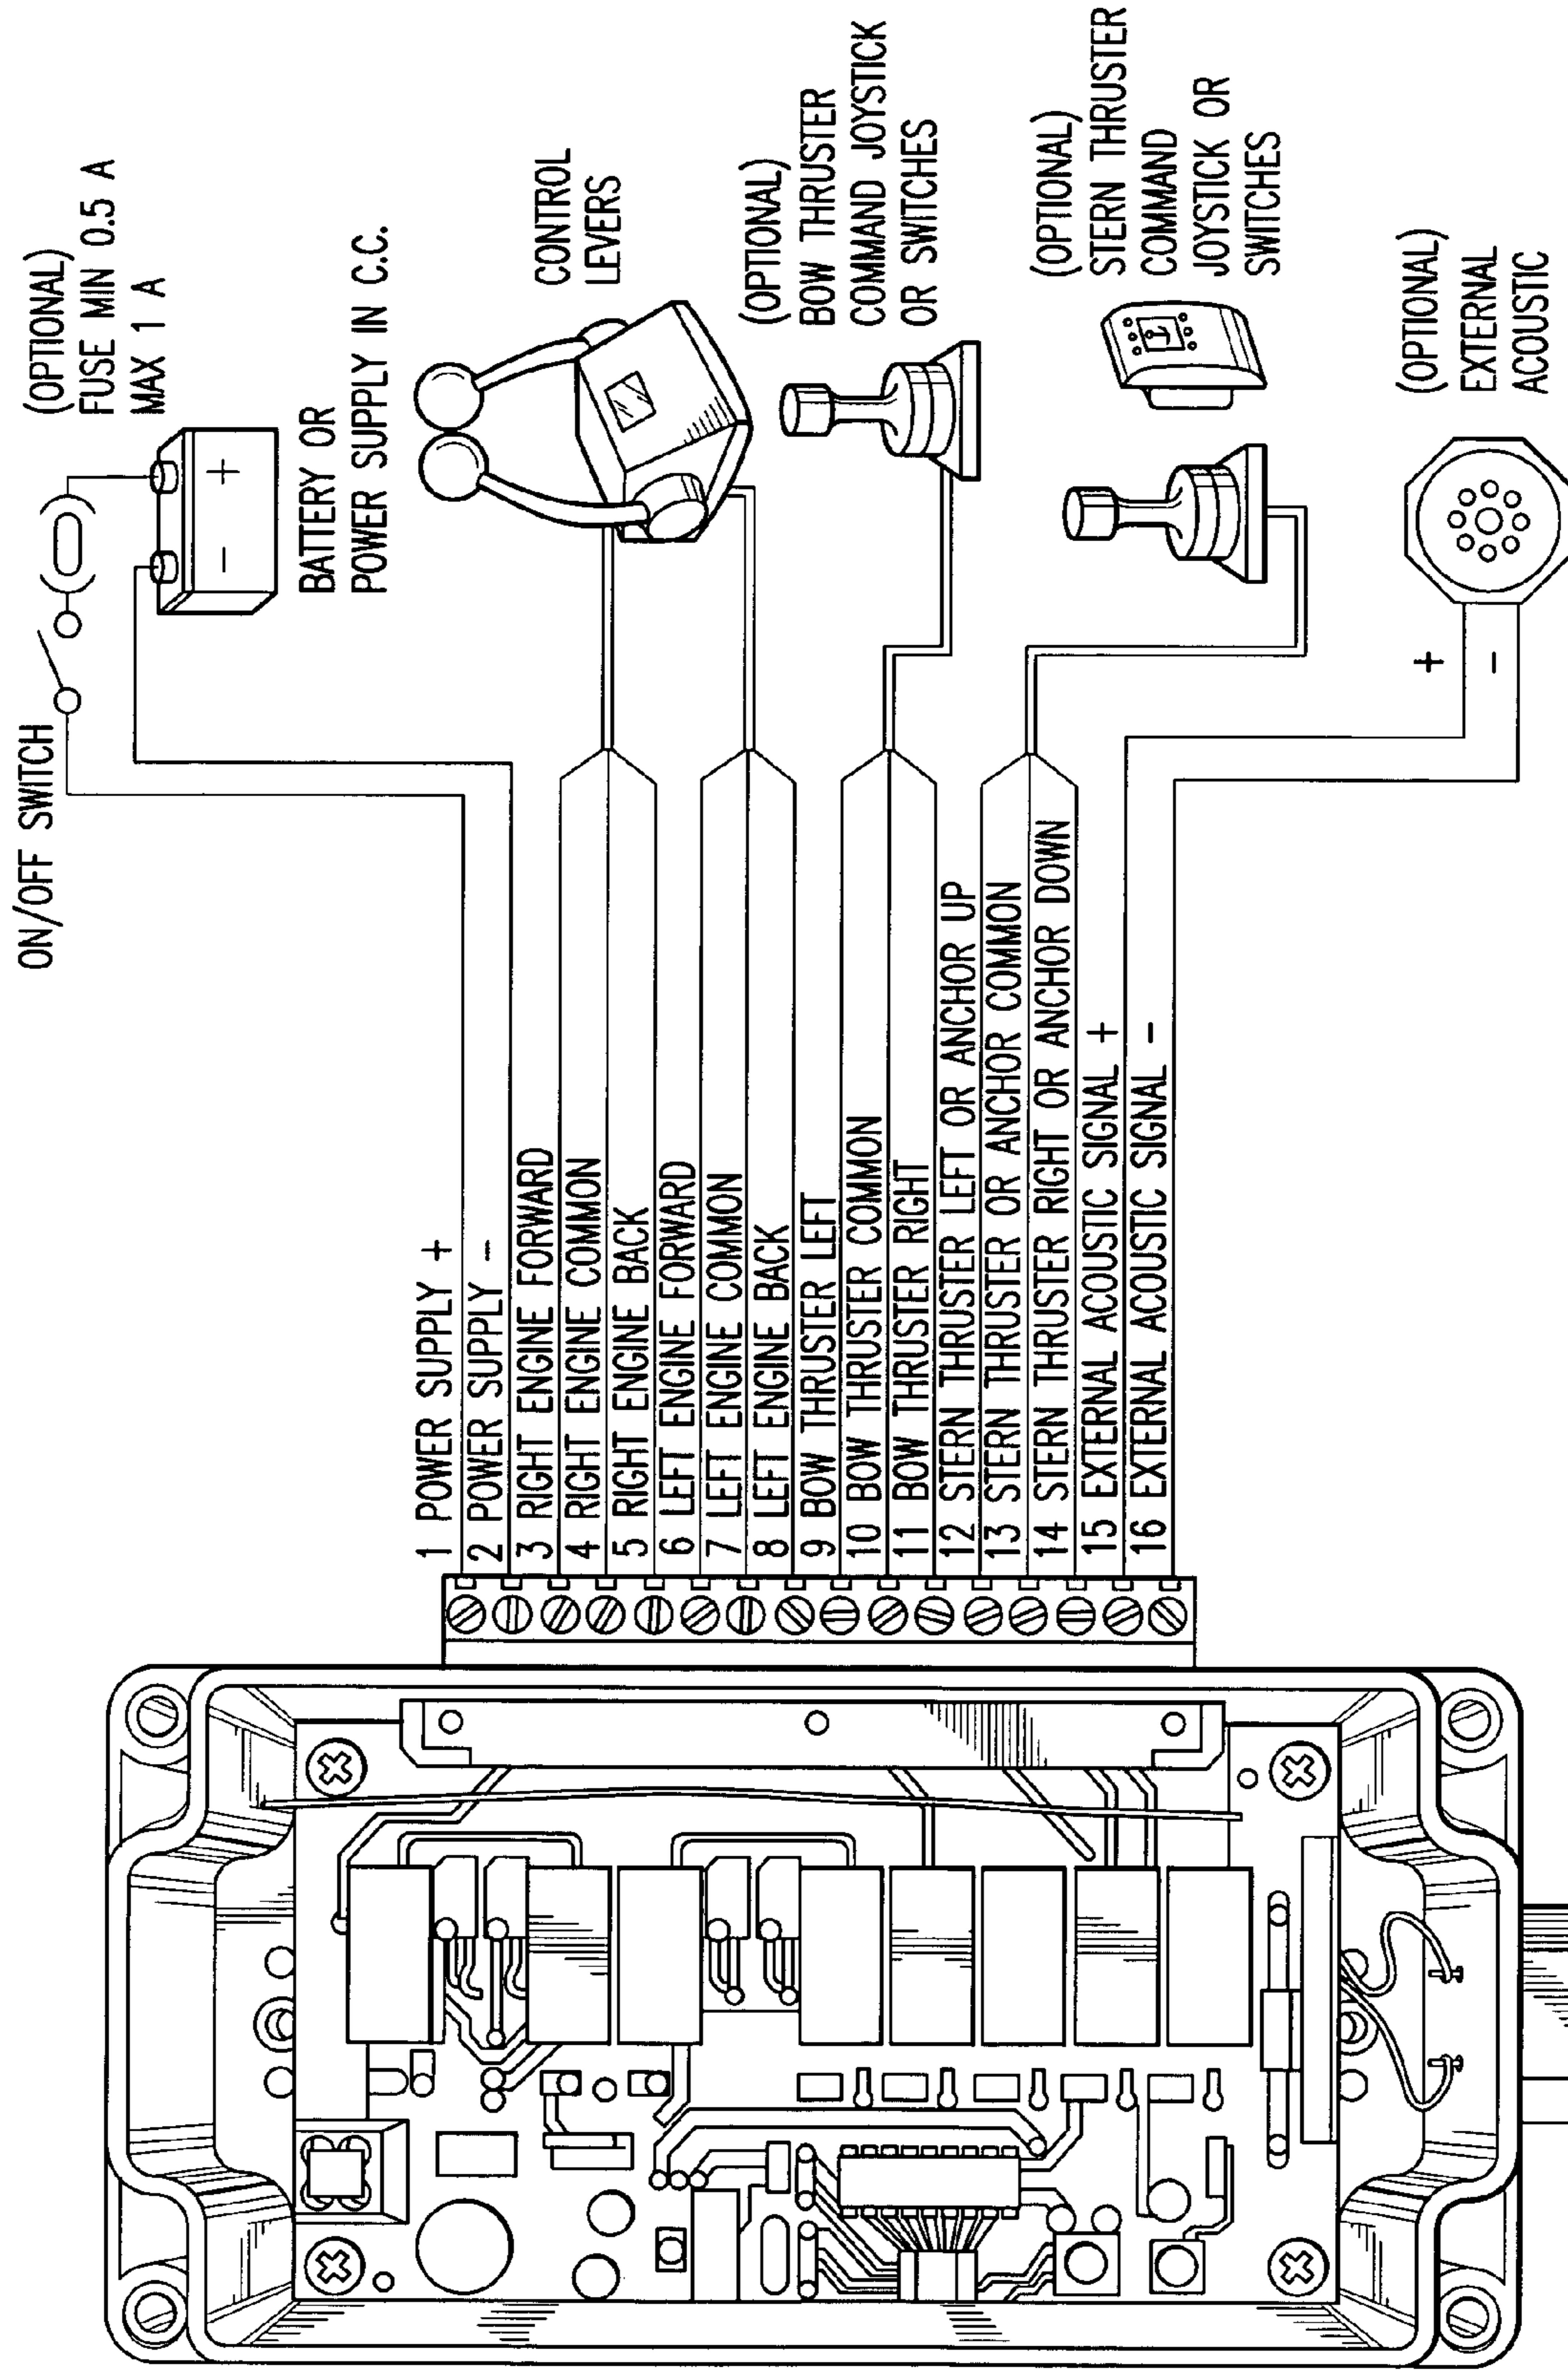 ON/OFF SWITCH
(OPTIONAL)
FUSE MIN 0.5 A
MAX 1 A
+
-
BATTERY OR
POWER SUPPLY IN C.C.
CONTROL
LEVERS
(OPTIONAL)
BOW THRUSTER
COMMAND JOYSTICK
OR SWITCHES
(OPTIONAL)
STERN THRUSTER
COMMAND
JOYSTICK OR
SWITCHES
(OPTIONAL)
EXTERNAL
ACOUSTIC
+
-
1 POWER SUPPLY +
2 POWER SUPPLY -
3 RIGHT ENGINE FORWARD
4 RIGHT ENGINE COMMON
5 RIGHT ENGINE BACK
6 LEFT ENGINE FORWARD
7 LEFT ENGINE COMMON
8 LEFT ENGINE BACK
9 BOW THRUSTER LEFT
10 BOW THRUSTER COMMON
11 BOW THRUSTER RIGHT
12 STERN THRUSTER LEFT OR ANCHOR UP
13 STERN THRUSTER OR ANCHOR COMMON
14 STERN THRUSTER RIGHT OR ANCHOR DOWN
15 EXTERNAL ACOUSTIC SIGNAL +
16 EXTERNAL ACOUSTIC SIGNAL -